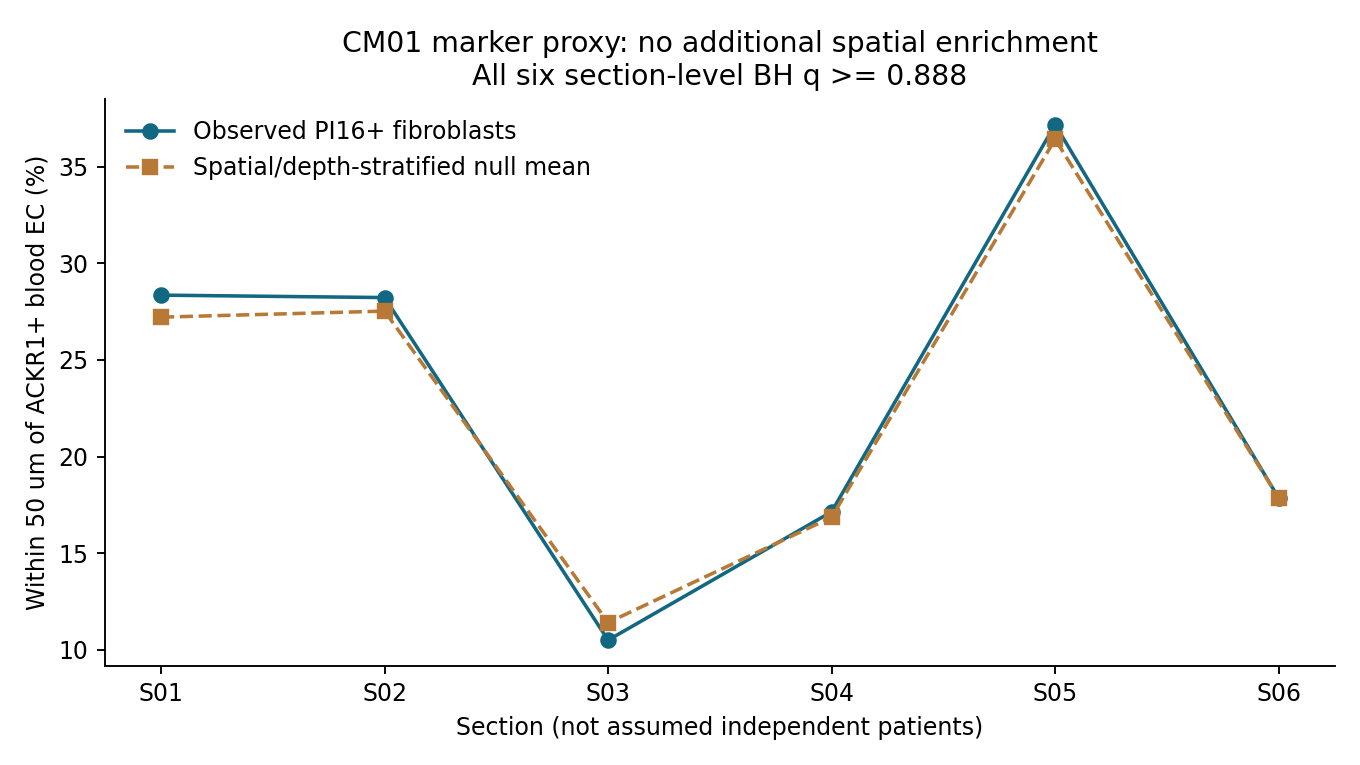 CM01 marker proxy: no additional spatial enrichment
All six section-level BH q >= 0.888
Observed PI16+ fibroblasts
Spatial/depth-stratified null mean
Within 50 um of ACKR1+ blood EC (%)
35
30
25
20
15
10
S01 S02 S03 S04 S05 S06
Section (not assumed independent patients)